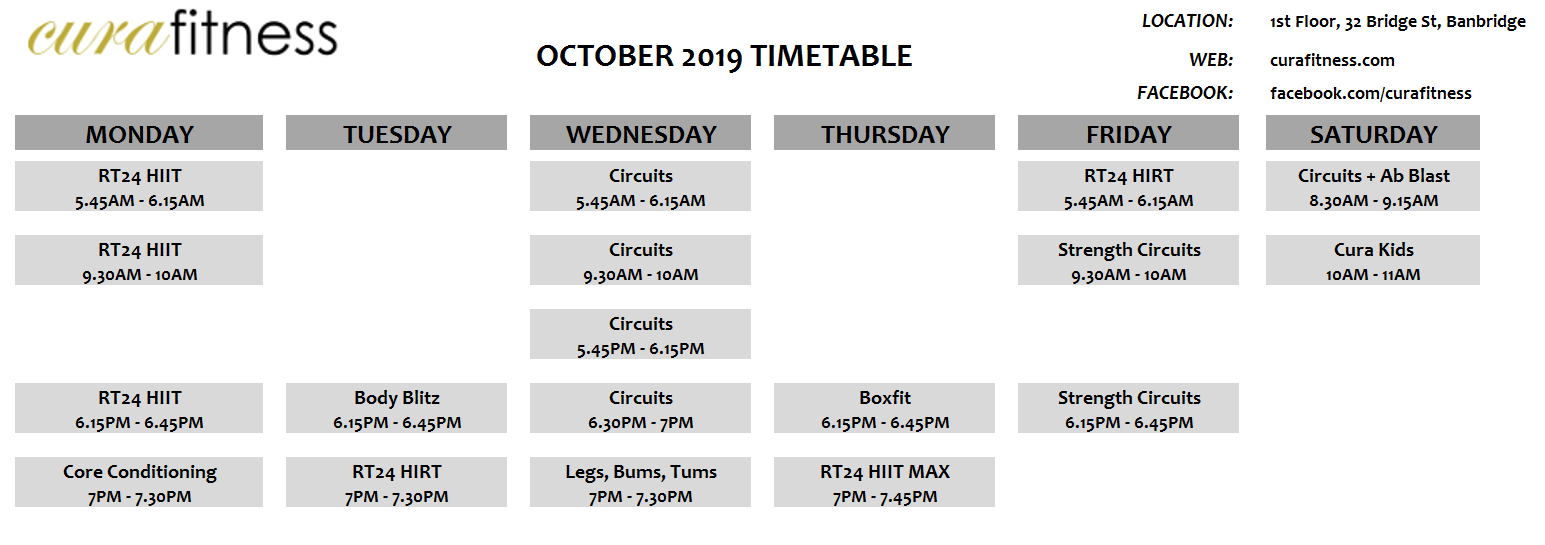 curafitness
OCTOBER 2019 TIMETABLE
LOCATION: 1st Floor, 32 Bridge St, Banbridge
WEB: curafitness.com
FACEBOOK: facebook.com/curafitness
MONDAY TUESDAY WEDNESDAY THURSDAY FRIDAY SATURDAY
RT24 HIIT Circuits RT24 HIRT Circuits + Ab Blast
5.45AM - 6.15AM 5.45AM - 6.15AM 5.45AM - 6.15AM 8.30AM - 9.15AM
RT24 HIIT Circuits Strength Circuits Cura Kids
9.30AM - 10AM 9.30AM - 10AM 9.30AM - 10AM 10AM - 11AM
Circuits
5.45PM - 6.15PM
RT24 HIIT Body Blitz Circuits Boxfit Strength Circuits
6.15PM - 6.45PM 6.15PM - 6.45PM 6.30PM - 7PM 6.15PM - 6.45PM 6.15PM - 6.45PM
Core Conditioning RT24 HIRT Legs, Bums, Tums RT24 HIIT MAX
7PM - 7.30PM 7PM - 7.30PM 7PM - 7.30PM 7PM - 7.45PM